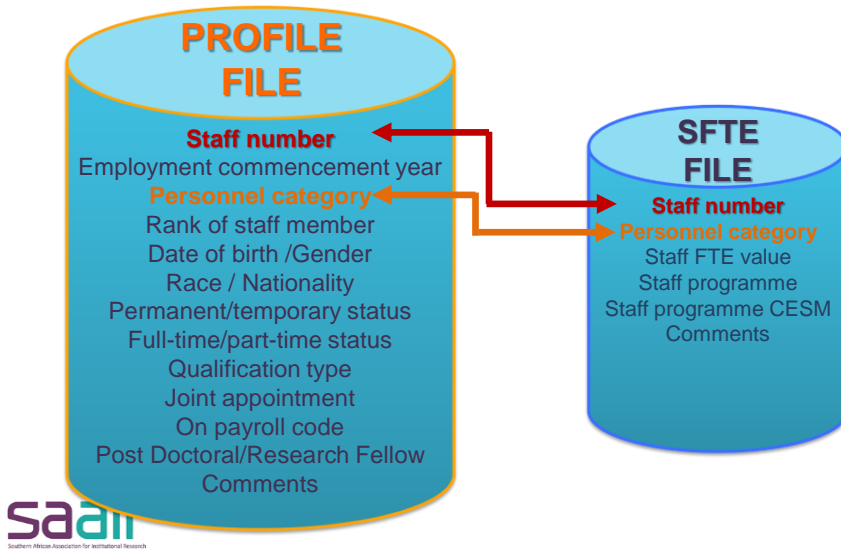 PROFILE
FILE
Staff number
Employment commencement year
Personnel category
Rank of staff member
Date of birth /Gender
Race / Nationality
Permanent/temporary status
Full-time/part-time status
Qualification type
Joint appointment
On payroll code
Post Doctoral/Research Fellow
Comments
SFTE
FILE
Staff number
Personnel category
Staff FTE value
Staff programme
Staff programme CESM
Comments
saair
Southern African Association for Institutional Research